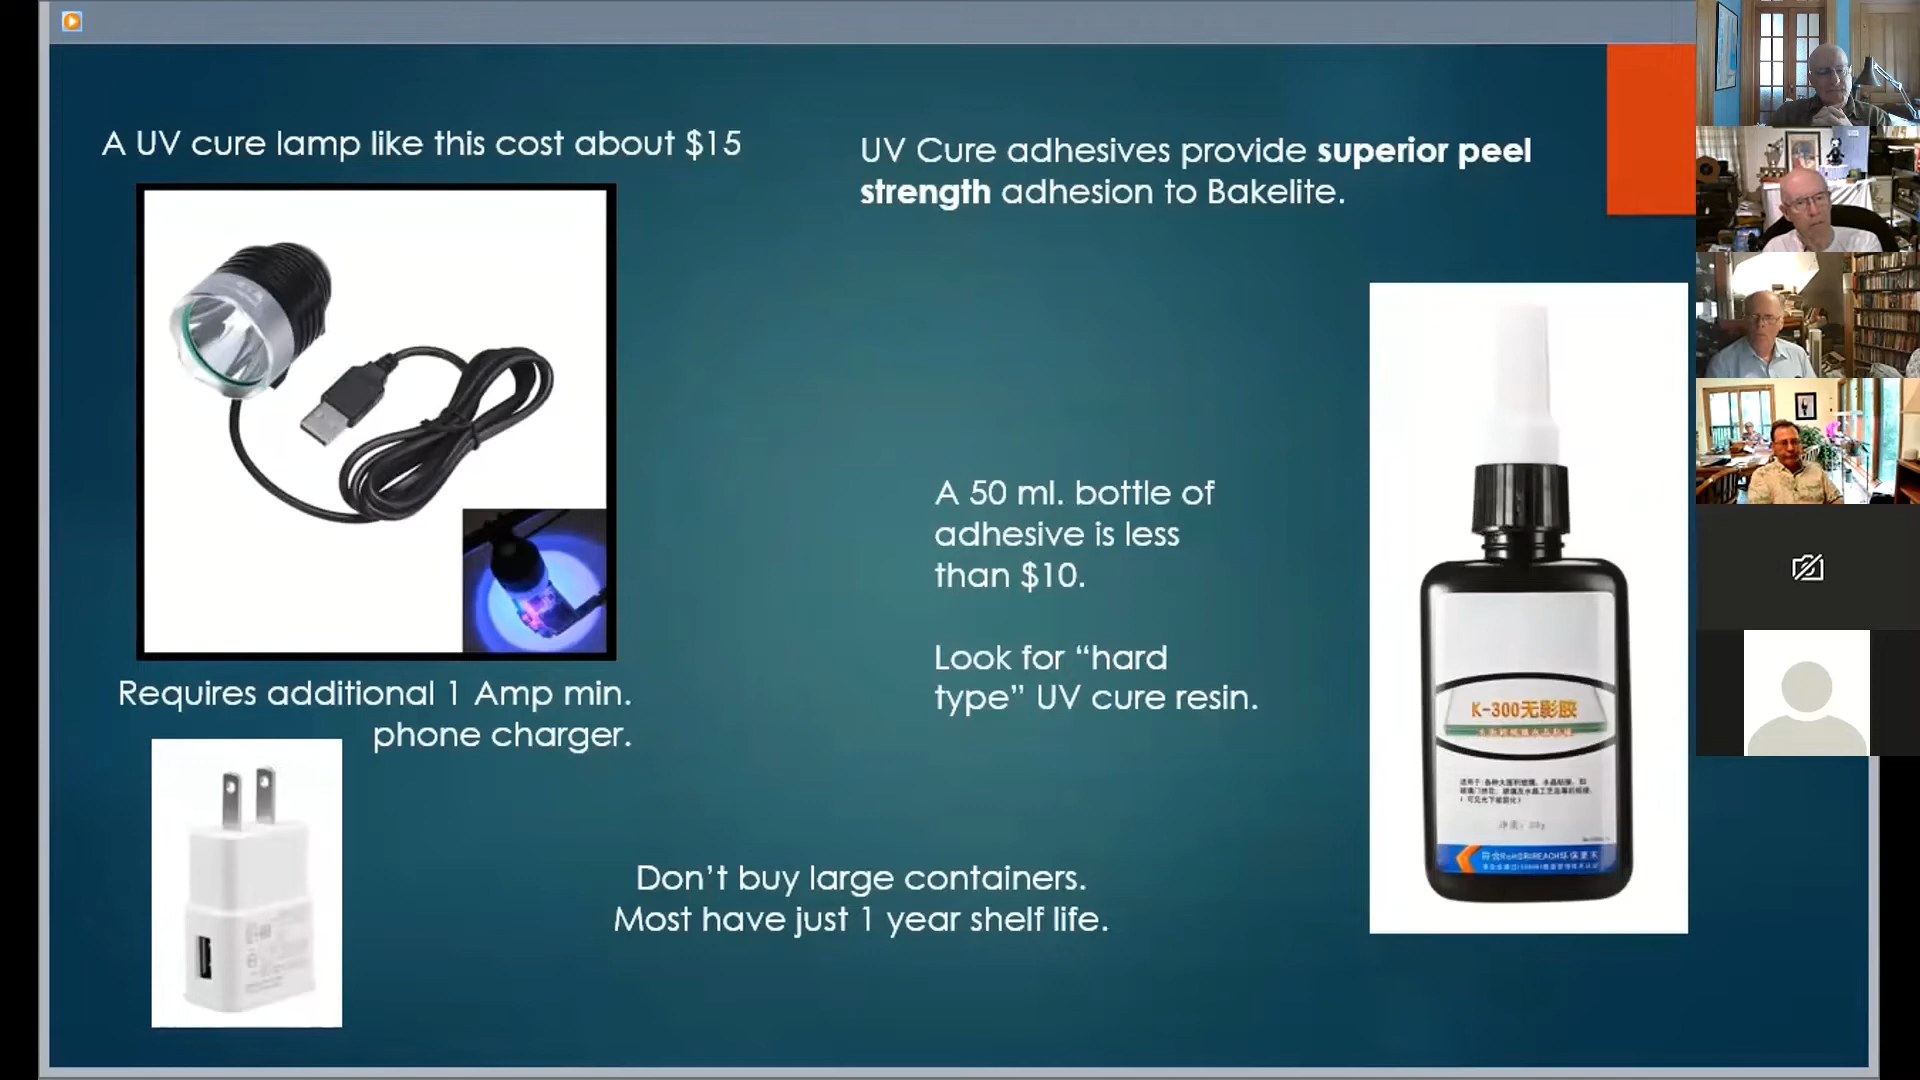 A UV cure lamp like this cost about $15
UV Cure adhesives provide superior peel
strength adhesion to Bakelite.
A 50 ml. bottle of
adhesive is less
than $10.
Look for “hard
type” UV cure resin.
Requires additional 1 Amp min.
phone charger.
Don’t buy large containers.
Most have just 1 year shelf life.
K-300无影胶